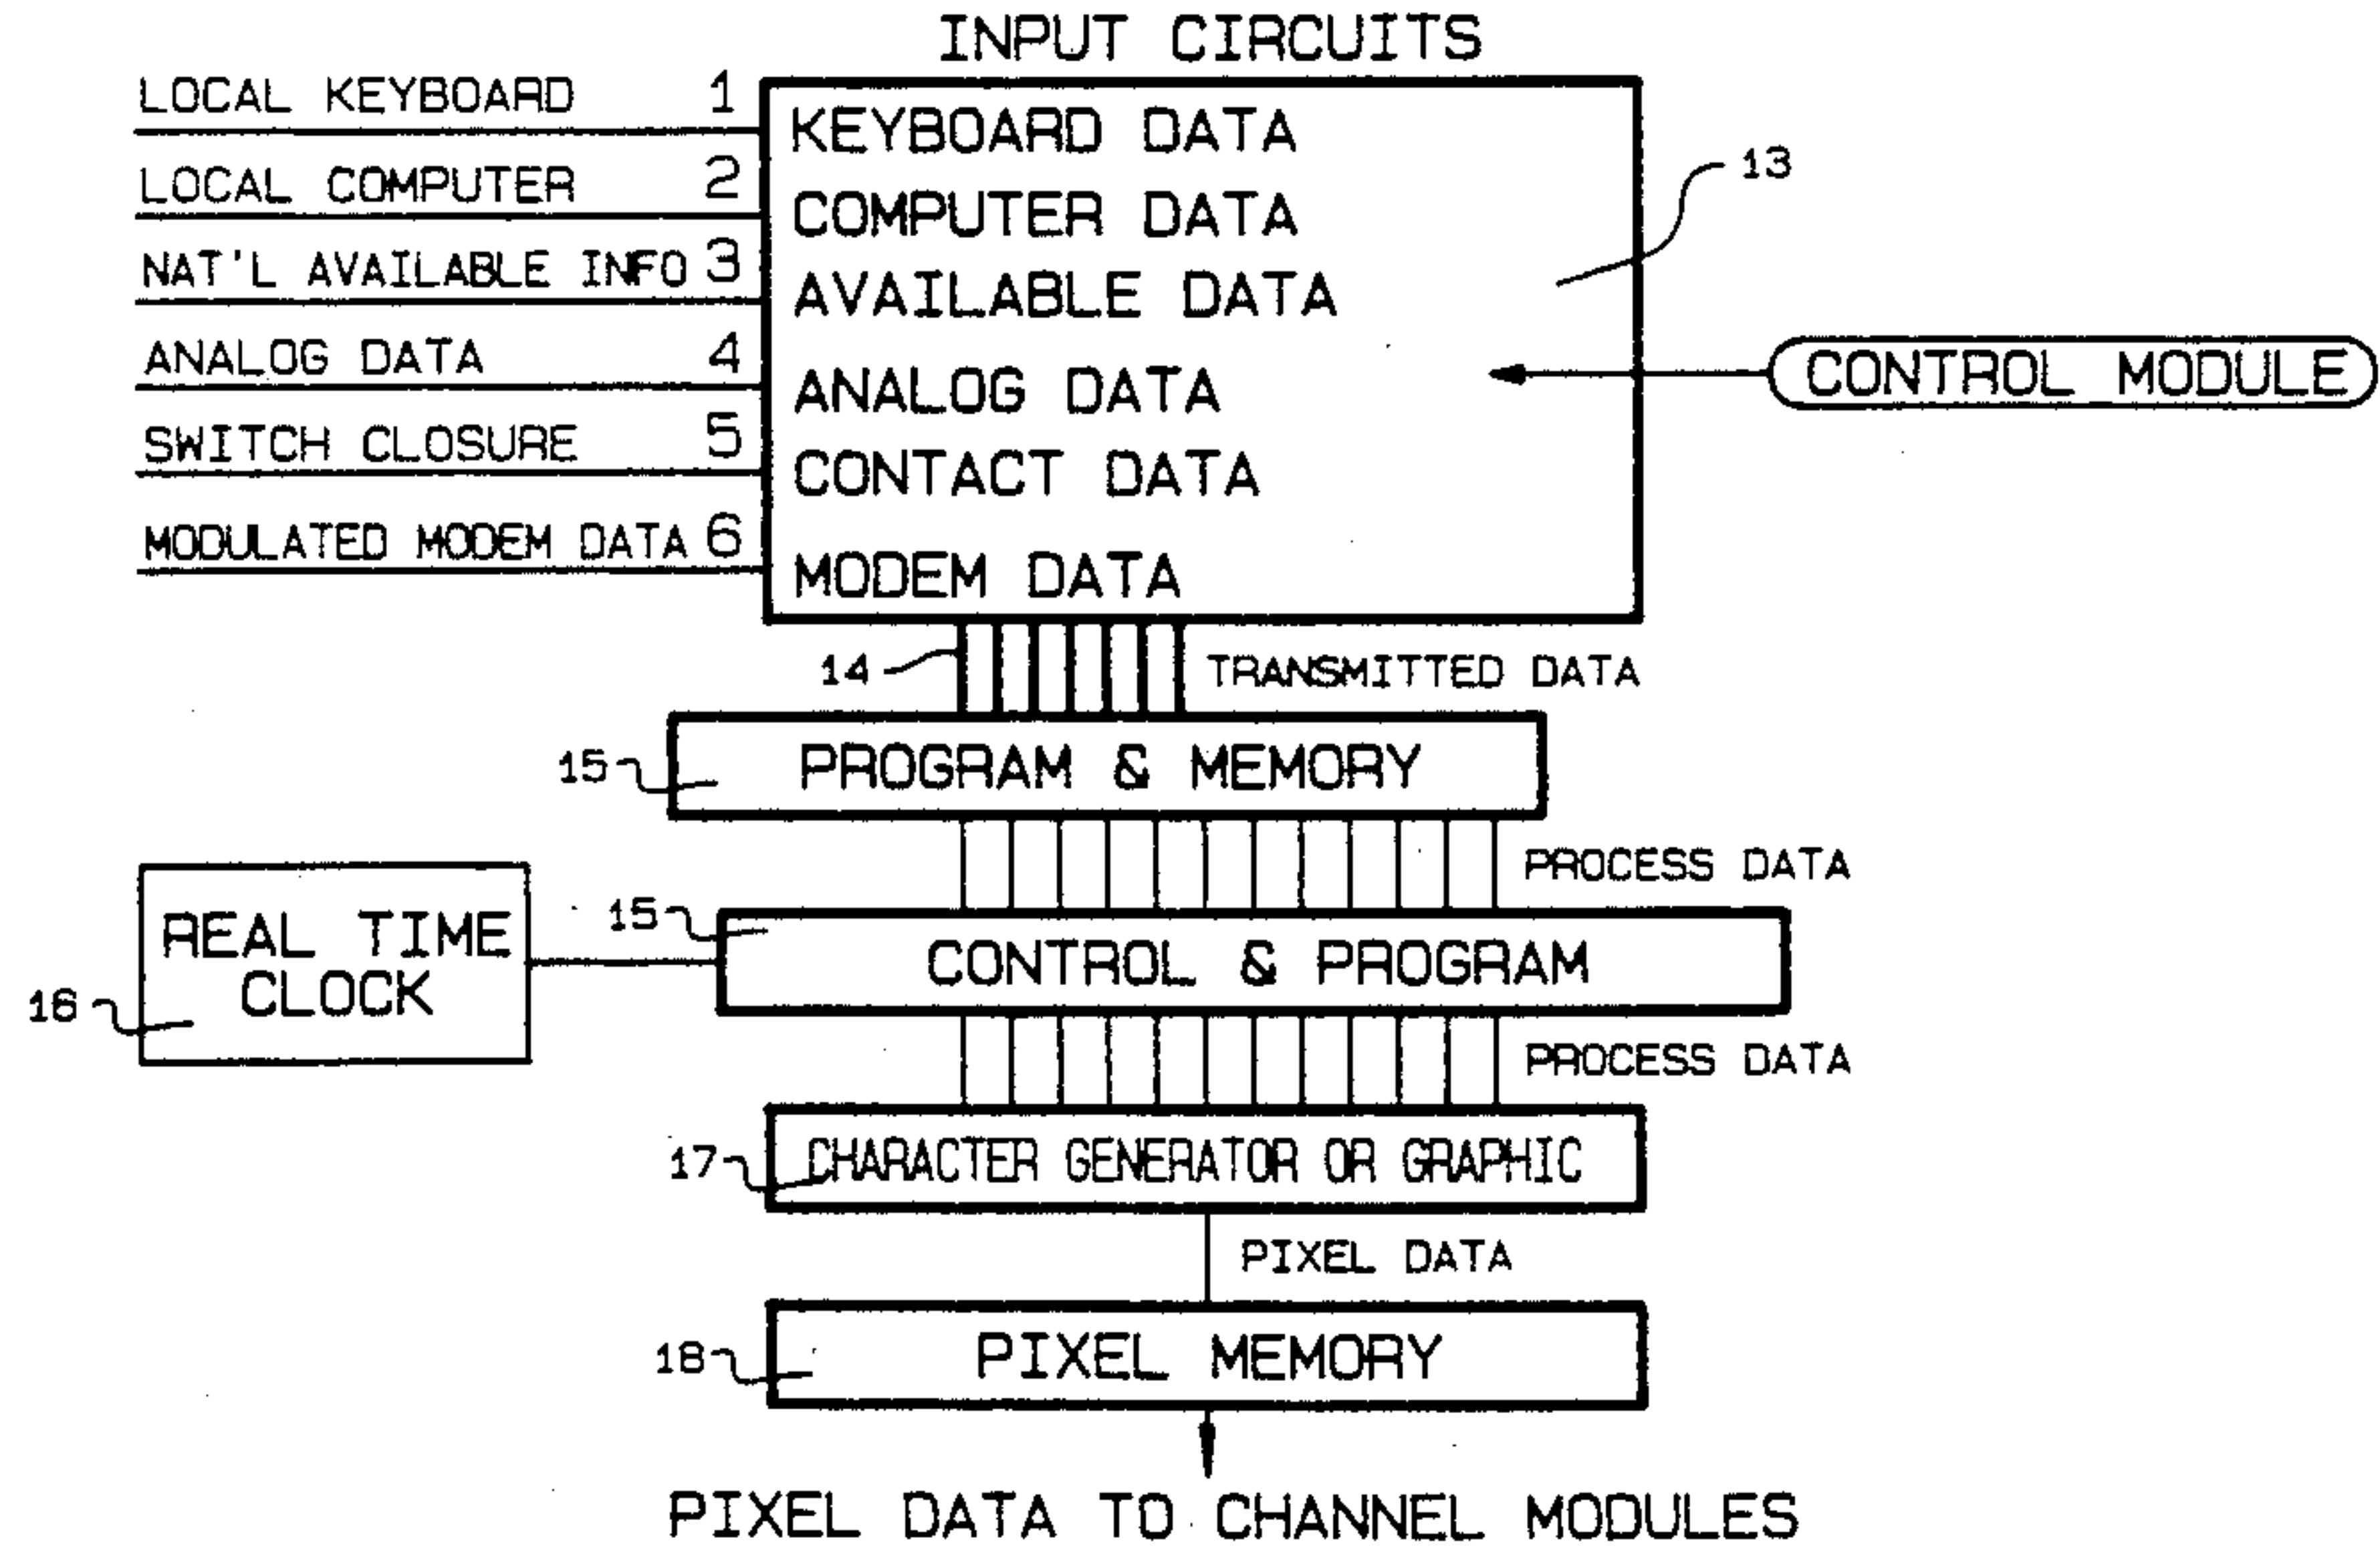 INPUT CIRCUITS
LOCAL KEYBOARD 1
KEYBOARD DATA
13
LOCAL COMPUTER 2
COMPUTER DATA
NAT'L AVAILABLE INFO 3
AVAILABLE DATA
ANALOG DATA 4
ANALOG DATA
CONTROL MODULE
SWITCH CLOSURE 5
CONTACT DATA
MODULATED MODEM DATA 6
MODEM DATA
14
TRANSMITTED DATA
15
PROGRAM & MEMORY
PROCESS DATA
REAL TIME
CLOCK
16
15
CONTROL & PROGRAM
PROCESS DATA
17
CHARACTER GENERATOR OR GRAPHIC
PIXEL DATA
18
PIXEL MEMORY
PIXEL DATA TO CHANNEL MODULES